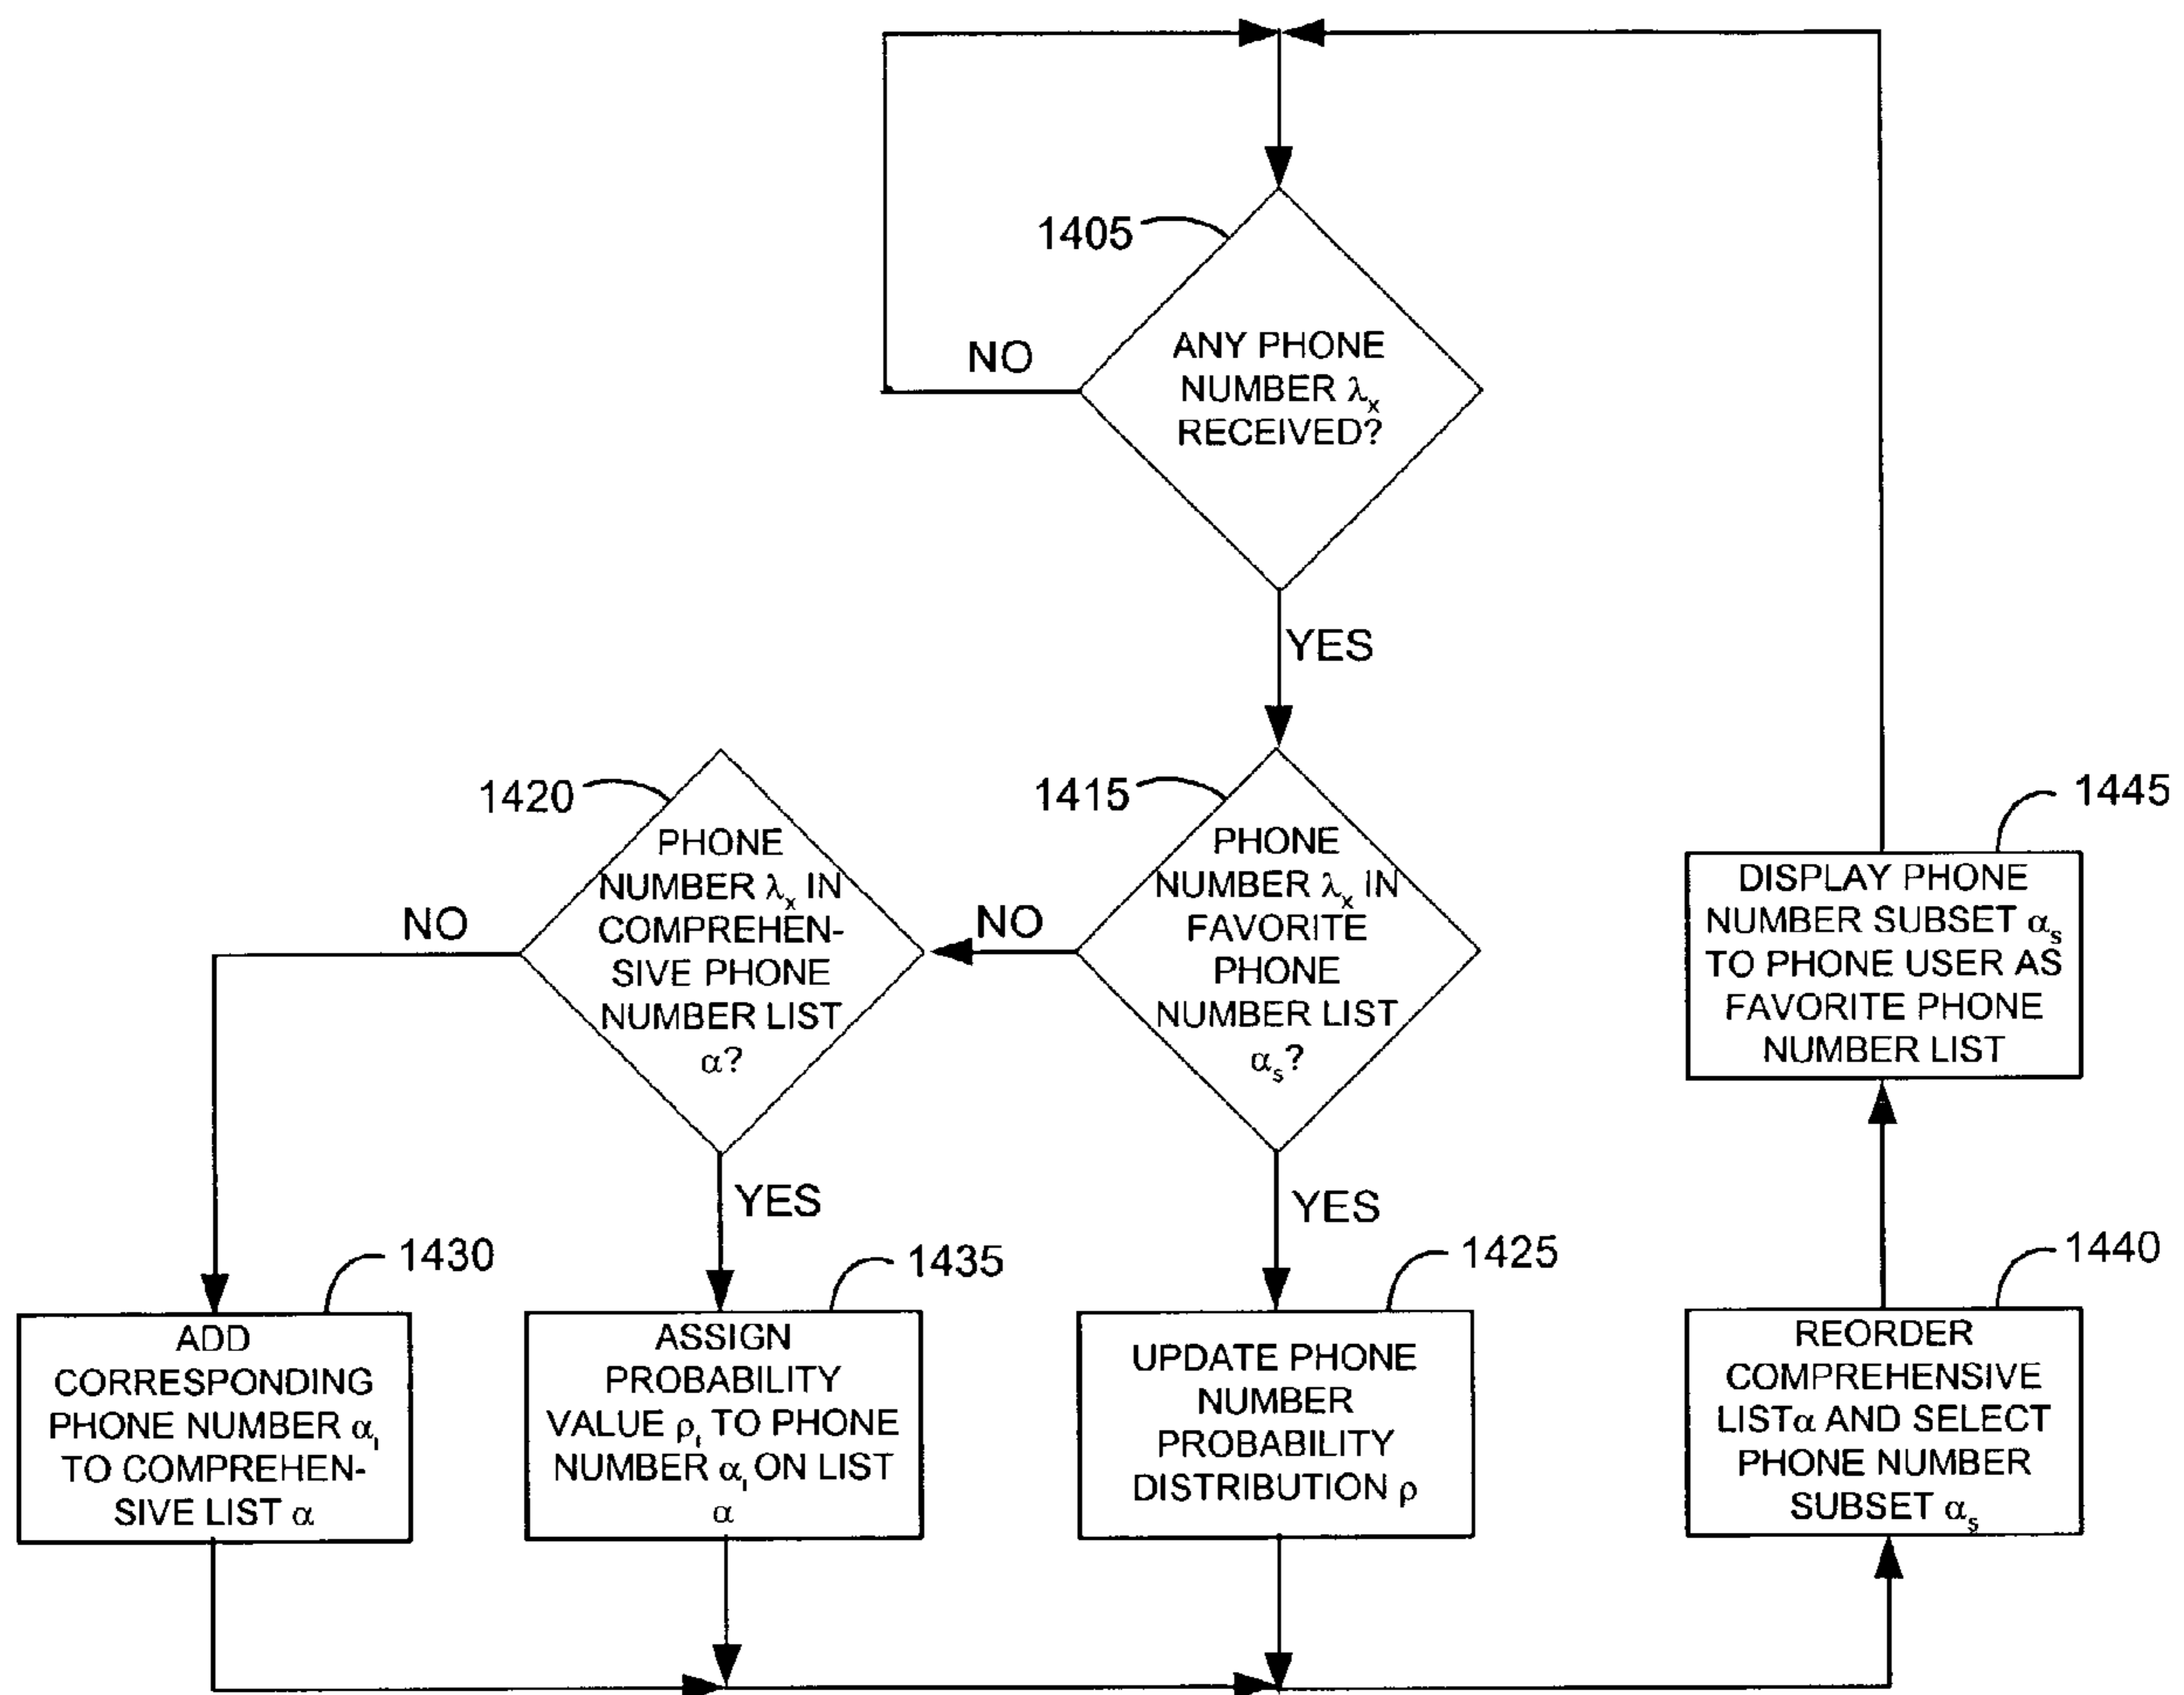 1405
ANY PHONE
NUMBER λx
RECEIVED?
NO
YES
1420
PHONE
NUMBER λx IN
COMPREHEN-
SIVE PHONE
NUMBER LIST
α?
NO
1415
PHONE
NUMBER λx IN
FAVORITE
PHONE
NUMBER LIST
αs?
NO
1445
DISPLAY PHONE
NUMBER SUBSET αs
TO PHONE USER AS
FAVORITE PHONE
NUMBER LIST
YES
YES
1430
ADD
CORRESPONDING
PHONE NUMBER αi
TO COMPREHEN-
SIVE LIST α
1435
ASSIGN
PROBABILITY
VALUE ρi TO PHONE
NUMBER αi ON LIST
α
1425
UPDATE PHONE
NUMBER
PROBABILITY
DISTRIBUTION ρ
1440
REORDER
COMPREHENSIVE
LISTα AND SELECT
PHONE NUMBER
SUBSET αs